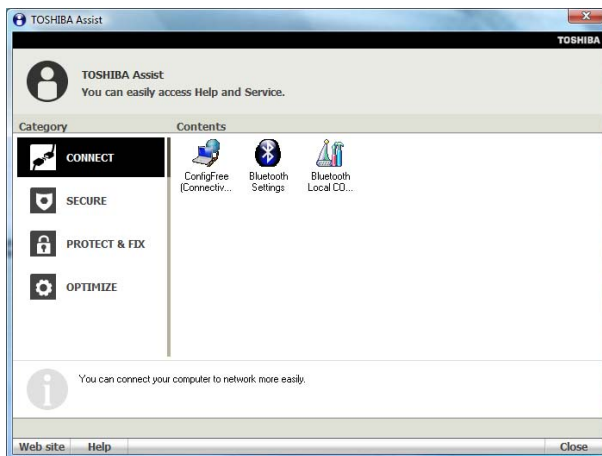 TOSHIBA Assist
TOSHIBA
TOSHIBA Assist
You can easily access Help and Service.
Category
Contents
CONNECT
SECURE
PROTECT & FIX
OPTIMIZE
ConfigFree
(Connectiv...
Bluetooth
Settings
Bluetooth
Local CO...
You can connect your computer to network more easily.
Web site
Help
Close